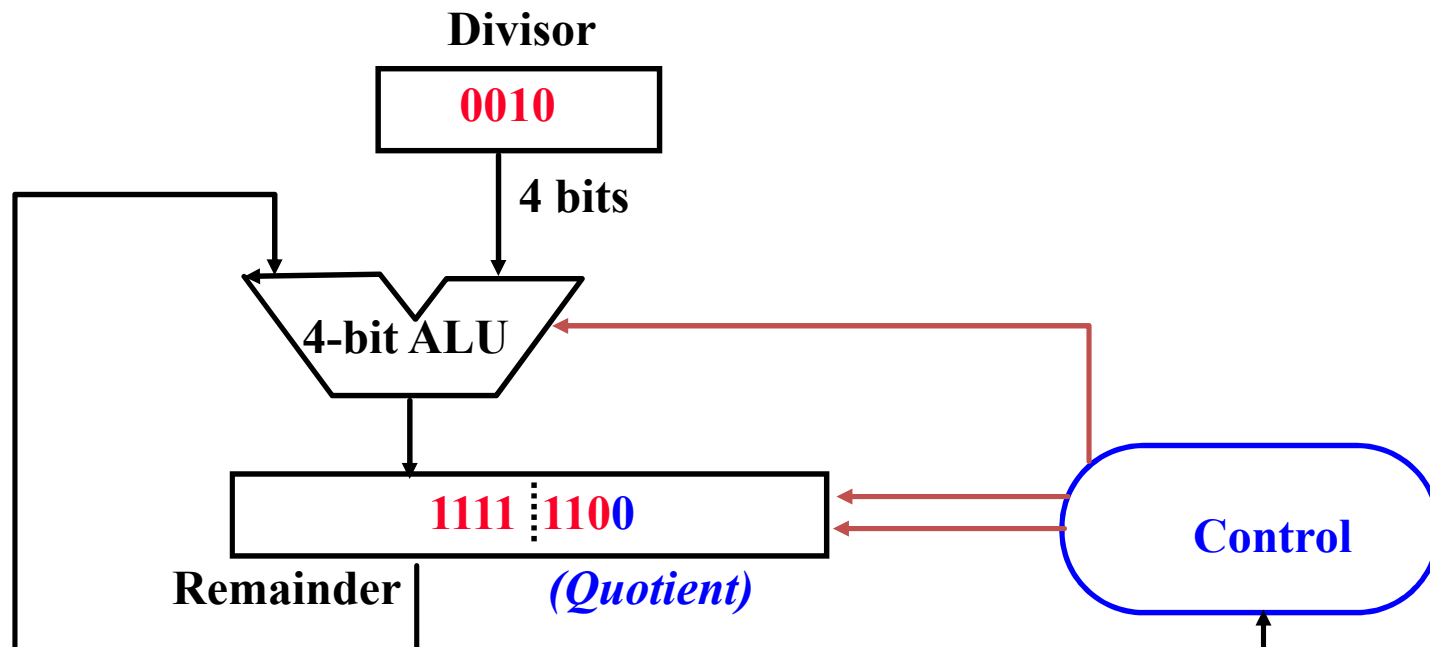 Divisor
0010
4 bits
4-bit ALU
1111 1100
Control
Remainder
(Quotient)